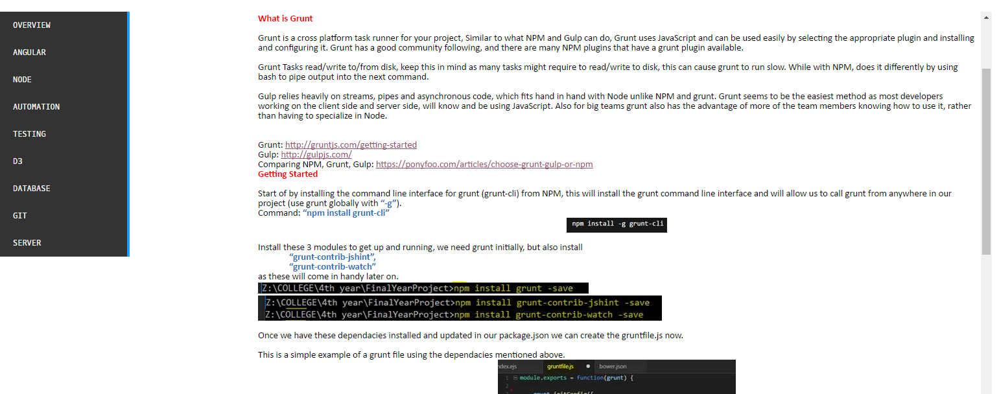 OVERVIEW
ANGULAR
NODE
AUTOMATION
TESTING
D3
DATABASE
GIT
SERVER
What is Grunt
Grunt is a cross platform task runner for your project, Similar to what NPM and Gulp can do, Grunt uses JavaScript and can be used easily by selecting the appropriate plugin and installing
and configuring it. Grunt has a good community following, and there are many NPM plugins that have a grunt plugin available.
Grunt Tasks read/write to/from disk, keep this in mind as many tasks might require to read/write to disk, this can cause grunt to run slow. While with NPM, does it differently by using
bash to pipe output into the next command.
Gulp relies heavily on streams, pipes and asynchronous code, which fits hand in hand with Node unlike NPM and grunt. Grunt seems to be the easiest method as most developers
working on the client side and server side, will know and be using JavaScript. Also for big teams grunt also has the advantage of more of the team members knowing how to use it, rather
than having to specialize in Node.
Grunt: http://gruntjs.com/getting-started
Gulp: http://gulpjs.com/
Comparing NPM, Grunt, Gulp: https://ponyfoo.com/articles/choose-grunt-gulp-or-npm
Getting Started
Start of by installing the command line interface for grunt (grunt-cli) from NPM, this will install the grunt command line interface and will allow us to call grunt from anywhere in our
project (use grunt globally with “-g”).
Command: “npm install grunt-cli”
npm install -g grunt-cli
Install these 3 modules to get up and running, we need grunt initially, but also install
“grunt-contrib-jshint”,
“grunt-contrib-watch”
as these will come in handy later on.
Z:\COLLEGE\4th year\FinalYearProject>npm install grunt -save
Z:\COLLEGE\4th year\FinalYearProject>npm install grunt-contrib-jshint -save
Z:\COLLEGE\4th year\FinalYearProject>npm install grunt-contrib-watch -save
Once we have these dependacies installed and updated in our package.json we can create the gruntfile.js now.
This is a simple example of a grunt file using the dependacies mentioned above.
ndex.ejs gruntfile.js bower.json
1 module.exports = function(grunt) {
2